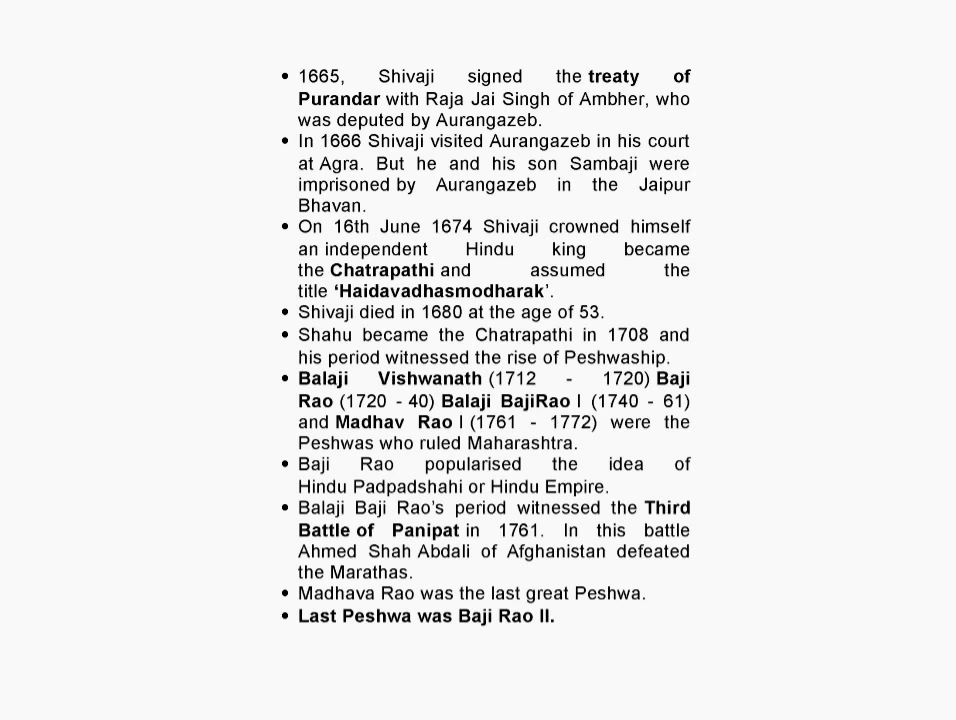 • 1665, Shivaji signed the treaty of
Purandar with Raja Jai Singh of Ambher, who
was deputed by Aurangazeb.
• In 1666 Shivaji visited Aurangazeb in his court
at Agra. But he and his son Sambaji were
imprisoned by Aurangazeb in the Jaipur
Bhavan.
• On 16th June 1674 Shivaji crowned himself
an independent Hindu king became
the Chatrapathi and assumed the
title ‘Haidavadhasmodharak’.
• Shivaji died in 1680 at the age of 53.
• Shahu became the Chatrapathi in 1708 and
his period witnessed the rise of Peshwaship.
• Balaji Vishwanath (1712 - 1720) Baji
Rao (1720 - 40) Balaji BajiRao I (1740 - 61)
and Madhav Rao I (1761 - 1772) were the
Peshwas who ruled Maharashtra.
• Baji Rao popularised the idea of
Hindu Padpadshahi or Hindu Empire.
• Balaji Baji Rao’s period witnessed the Third
Battle of Panipat in 1761. In this battle
Ahmed Shah Abdali of Afghanistan defeated
the Marathas.
• Madhava Rao was the last great Peshwa.
• Last Peshwa was Baji Rao II.